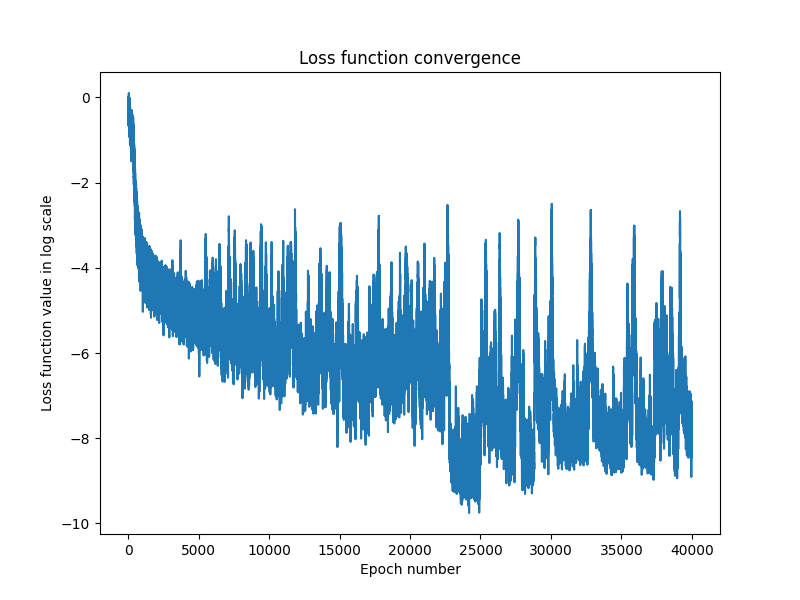 Loss function convergence
Loss function value in log scale
0
−2
−4
−6
−8
−10
0 5000 10000 15000 20000 25000 30000 35000 40000
Epoch number